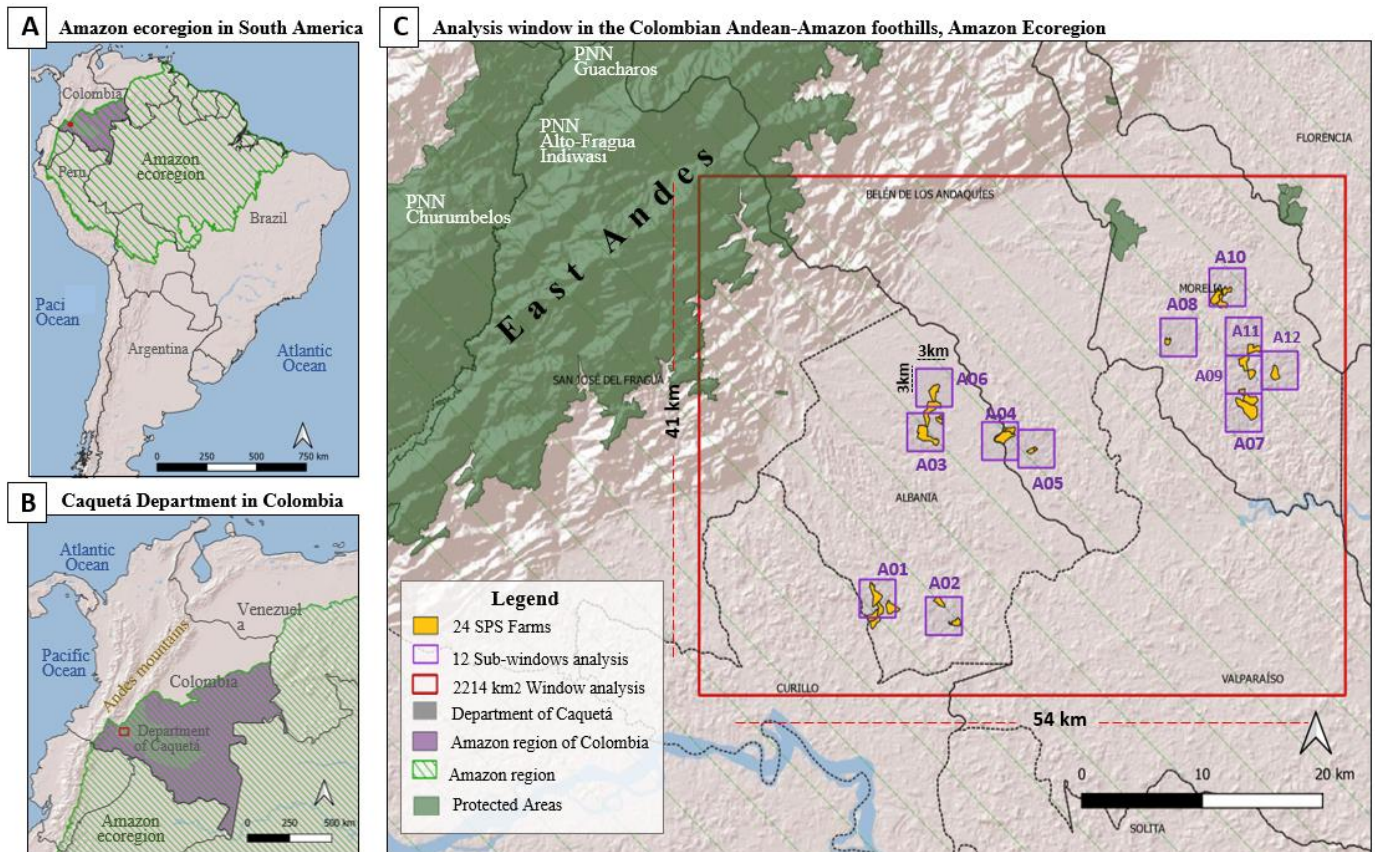 A Amazon ecoregion in South America
Colombia
Peru
Amazon
ecoregion
Brazil
Paci
Ocean
Argentina
Atlantic
Ocean
0 250 500 750 km
B Caquetá Department in Colombia
Atlantic
Ocean
Venezuel
a
Pacific
Ocean
Andes mountains
Colombia
Department
of Caquetá
Amazon
ecoregion
0 250 500 km
C Analysis window in the Colombian Andean-Amazon foothills, Amazon Ecoregion
PNN
Guacharos
PNN
Alto-Fragua
Indiwasi
PNN
Churumbelos
East Andes
FLORENCIA
BELÉN DE LOS ANDAQUÍES
A10
MORELIA
A08
A11
A12
A09
A07
3km
3km
A06
SAN JOSÉ DEL FRAGUA
41 km
A04
A03
A05
ALBANIA
A01
A02
CURILLO
VALPARAÍSO
54 km
0 10 20 km
SOLITA
Legend
24 SPS Farms
12 Sub-windows analysis
2214 km2 Window analysis
Department of Caquetá
Amazon region of Colombia
Amazon region
Protected Areas